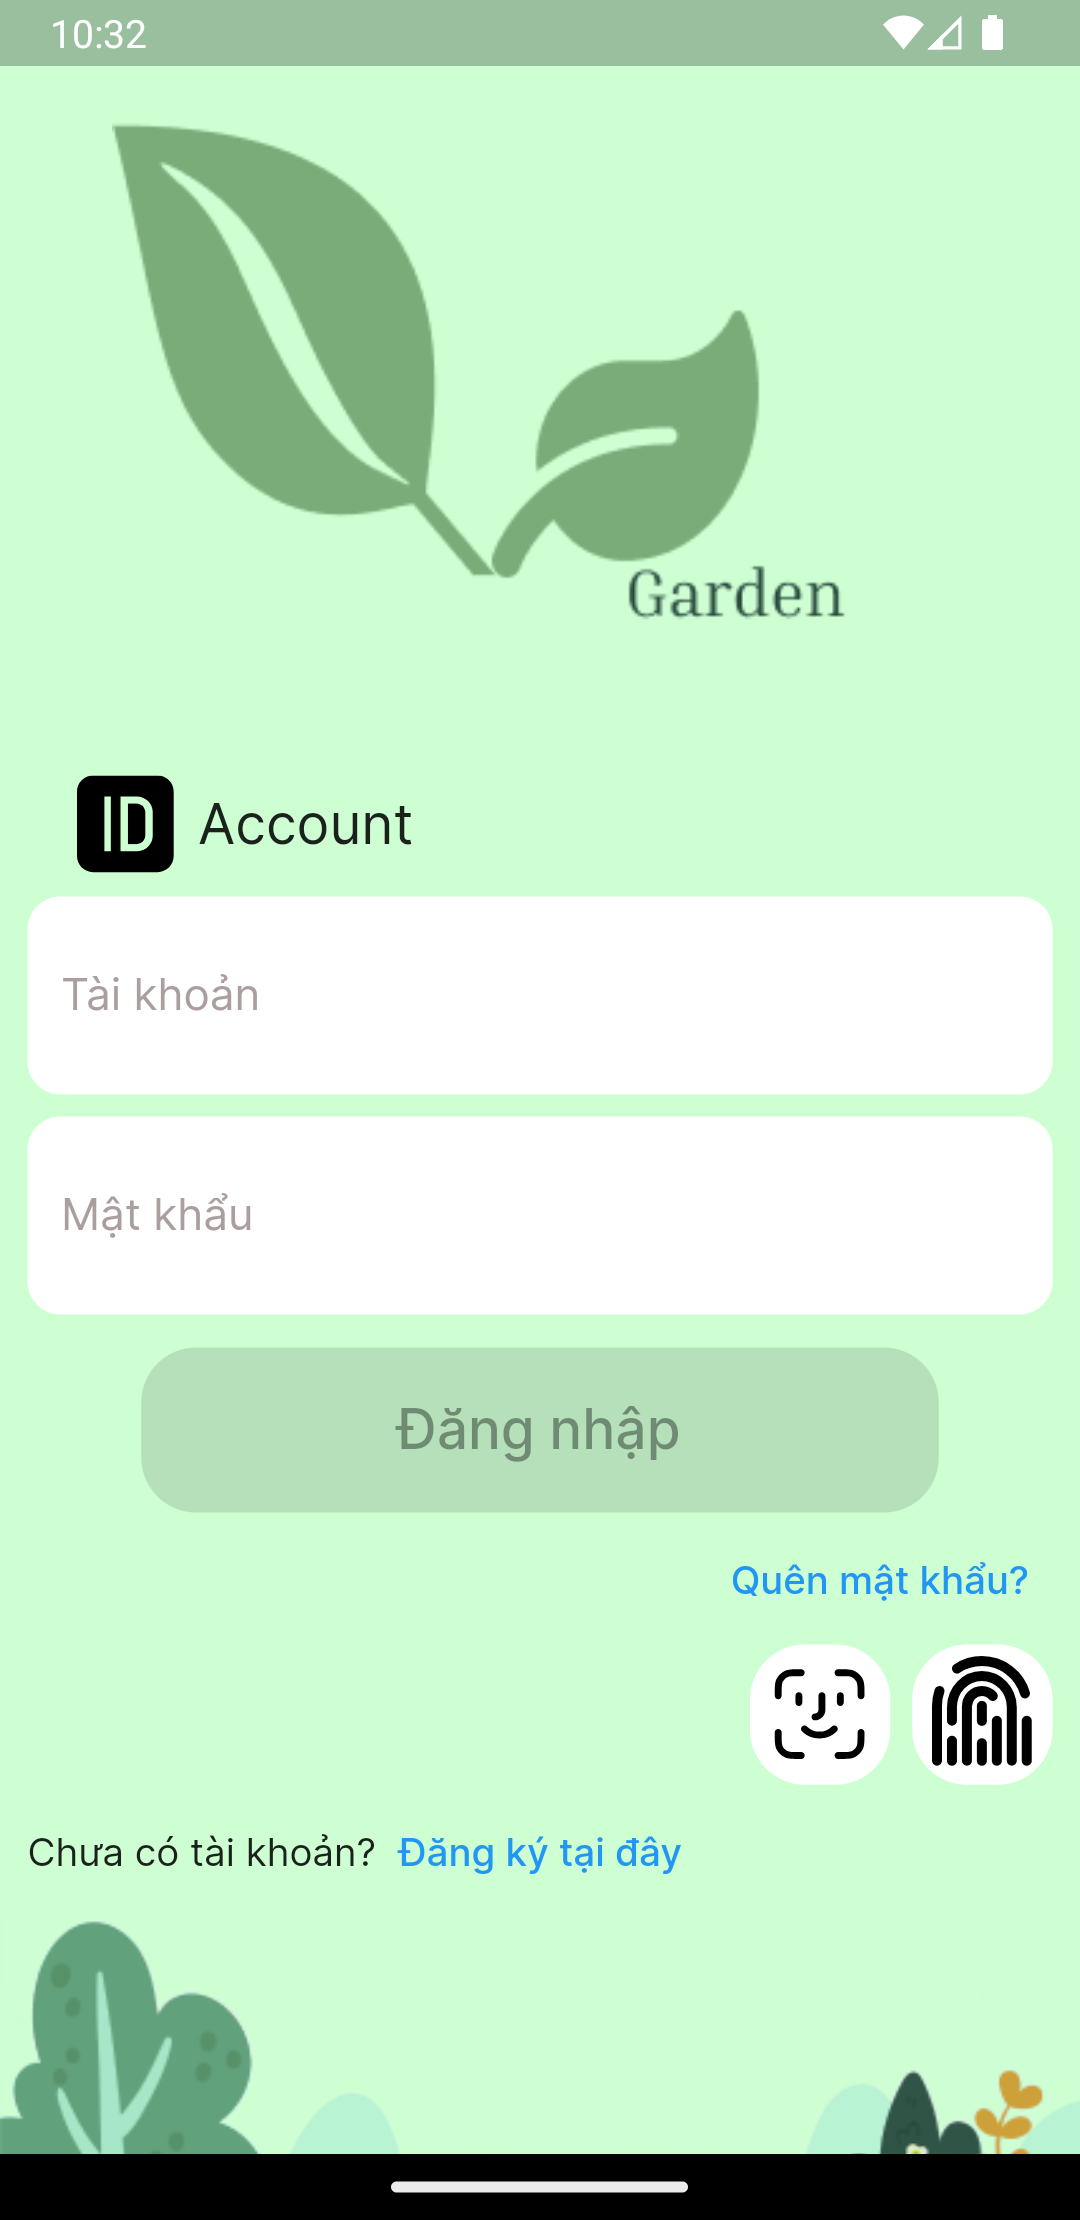 10:32
Garden
ID Account
Tài khoản
Mật khẩu
Đăng nhập
Quên mật khẩu?
Chưa có tài khoản? Đăng ký tại đây